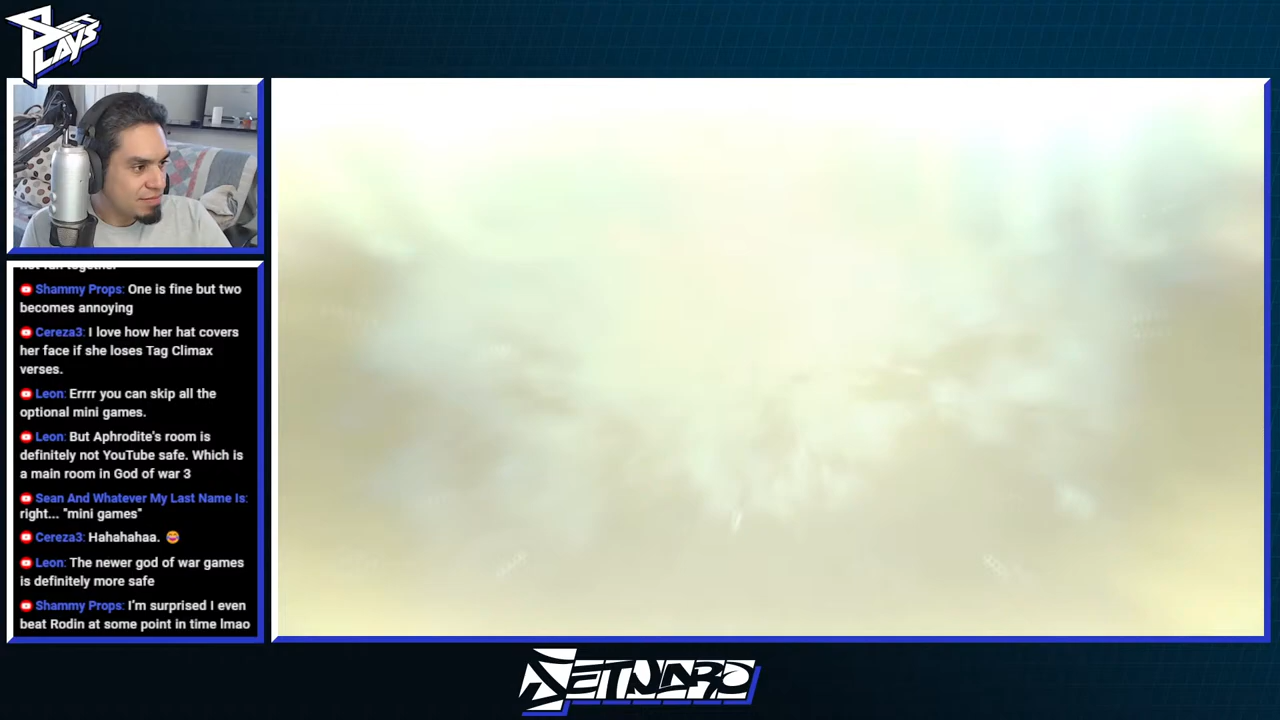 SET
PLAYS
Shammy Props: One is fine but two
becomes annoying
Cereza3: I love how her hat covers
her face if she loses Tag Climax
verses.
Leon: Errrr you can skip all the
optional mini games.
Leon: But Aphrodite's room is
definitely not YouTube safe. Which is
a main room in God of war 3
Sean And Whatever My Last Name Is:
right... "mini games"
Cereza3: Hahahahaa. 😄
Leon: The newer god of war games
is definitely more safe
Shammy Props: I'm surprised I even
beat Rodin at some point in time lmao
SETNARO